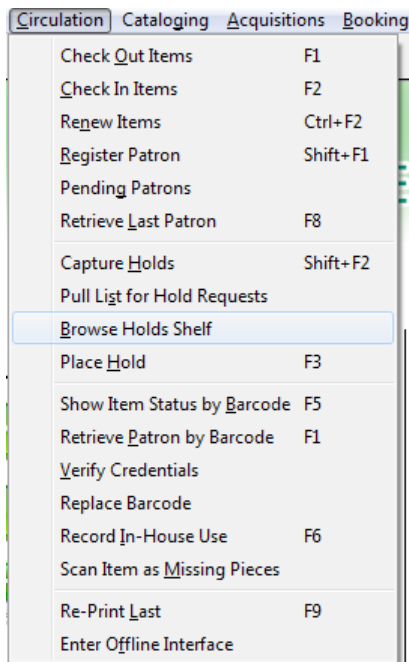 Circulation Cataloging Acquisitions Booking
Check Out Items F1
Check In Items F2
Renew Items Ctrl+F2
Register Patron Shift+F1
Pending Patrons
Retrieve Last Patron F8
Capture Holds Shift+F2
Pull List for Hold Requests
Browse Holds Shelf
Place Hold F3
Show Item Status by Barcode F5
Retrieve Patron by Barcode F1
Verify Credentials
Replace Barcode
Record In-House Use F6
Scan Item as Missing Pieces
Re-Print Last F9
Enter Offline Interface